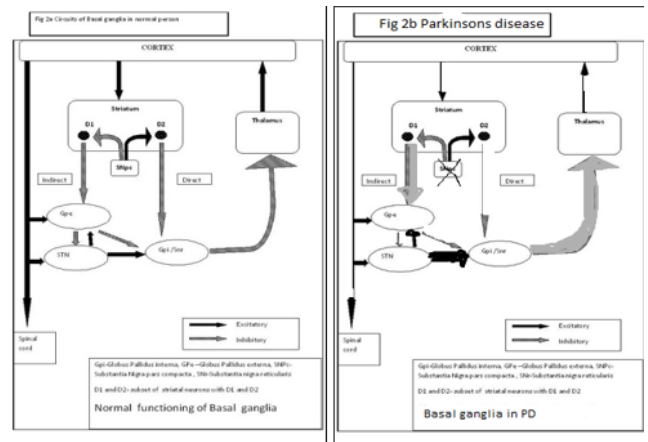 Fig 2a Circuits of Basal ganglia in normal person
CORTEX
Striatum
D1
D2
SNpc
Thalamus
Indirect
Direct
Gpe
STN
Gpi/Snr
Excitatory
Inhibitory
Spinal
cord
Gpi-Globus Pallidus interna, GPe-Globus Pallidus externa, SNPc-
Substantia Nigra pars compacta, SNr-Substantia nigra reticularis
D1 and D2- subset of striatal neurons with D1 and D2
Normal functioning of Basal ganglia
Fig 2b Parkinsons disease
CORTEX
Striatum
D1
D2
Thalamus
Indirect
Direct
Gpe
STN
Gpi/Snr
Excitatory
Inhibitory
Spinal
cord
Gpi-Globus Pallidus interna, GPe-Globus Pallidus externa, SNPc-
Substantia Nigra pars compacta, SNr-Substantia nigra reticularis
D1 and D2- subset of striatal neurons with D1 and D2
Basal ganglia in PD